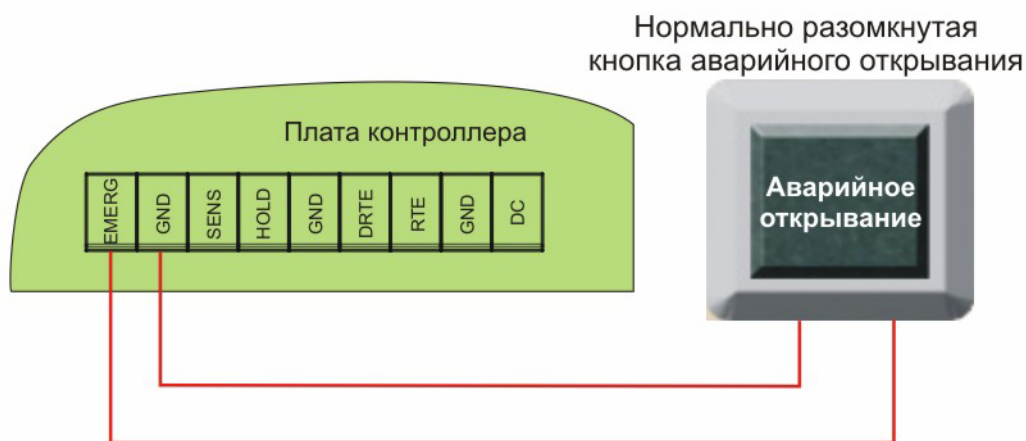 Нормально разомкнутая
кнопка аварийного открывания
Плата контроллера
EMERG
GND
SENS
HOLD
GND
DRTE
RTE
GND
DC
Аварийное
открывание